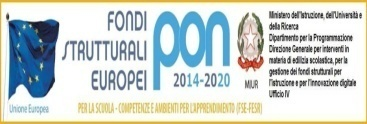 FONDI
STRUTTURALI
EUROPEI
pon
2014-2020
Unione Europea
MIUR
PER LA SCUOLA - COMPETENZE E AMBIENTI PER L'APPRENDIMENTO (FSE-FESR)
Ministero dell'Istruzione, dell'Università e
della Ricerca
Dipartimento per la Programmazione
Direzione Generale per interventi in
materia di edilizia scolastica, per la
gestione dei fondi strutturali per
l'istruzione e per l'innovazione digitale
Ufficio IV